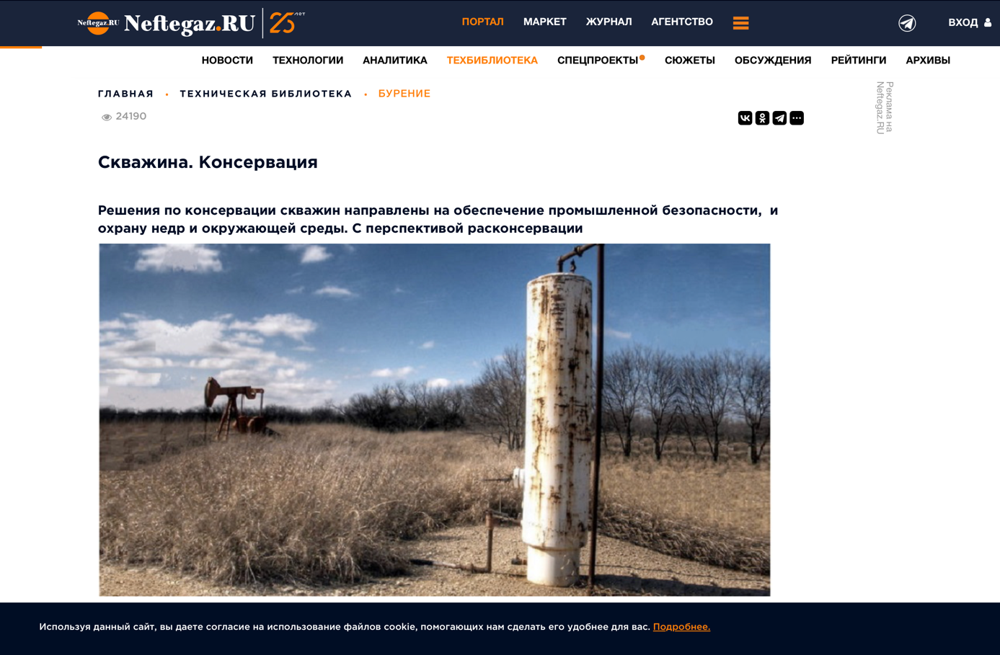 Neftegaz.RU
Neftegaz.RU
25 ЛЕТ
ПОРТАЛ МАРКЕТ ЖУРНАЛ АГЕНТСТВО
ВХОД
НОВОСТИ ТЕХНОЛОГИИ АНАЛИТИКА ТЕХБИБЛИОТЕКА СПЕЦПРОЕКТЫ СЮЖЕТЫ ОБСУЖДЕНИЯ РЕЙТИНГИ АРХИВЫ
ГЛАВНАЯ • ТЕХНИЧЕСКАЯ БИБЛИОТЕКА • БУРЕНИЕ
Реклама на
Neftegaz.RU
24190
Скважина. Консервация
Решения по консервации скважин направлены на обеспечение промышленной безопасности, и
охрану недр и окружающей среды. С перспективой расконсервации
Используя данный сайт, вы даете согласие на использование файлов cookie, помогающих нам сделать его удобнее для вас. Подробнее.